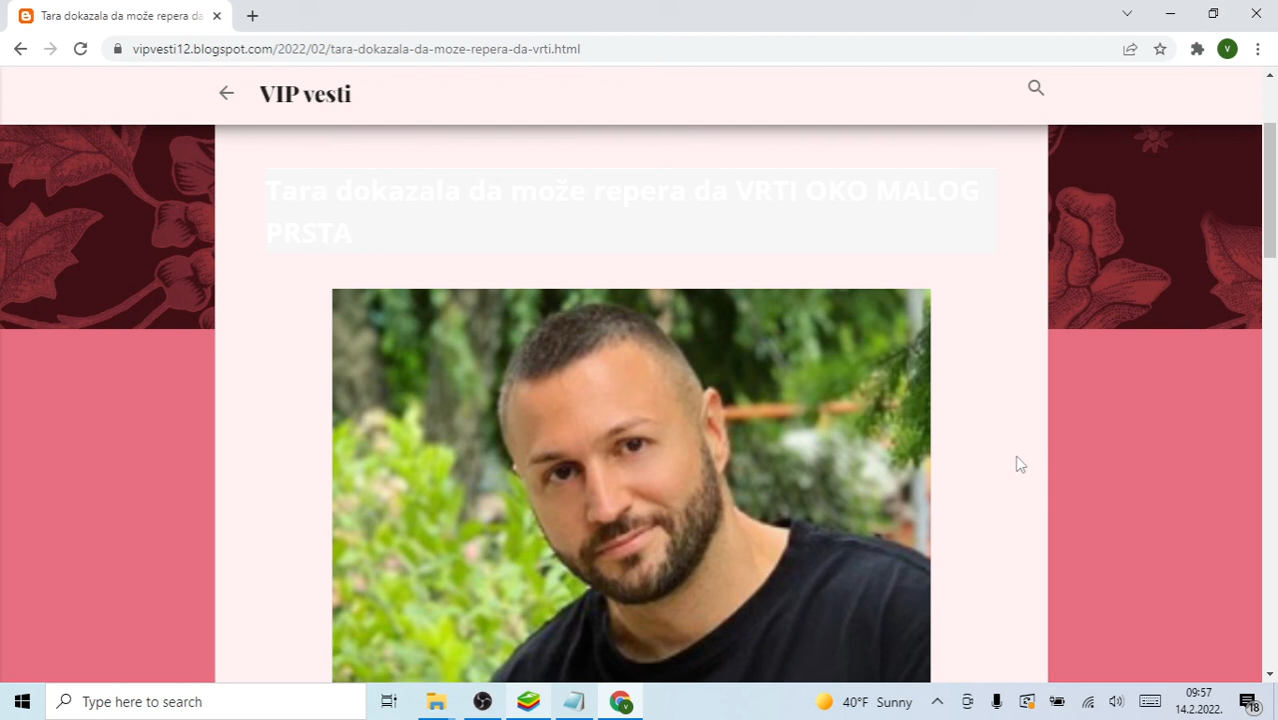 Tara dokazala da može repera da
vipvesti12.blogspot.com/2022/02/tara-dokazala-da-moze-repera-da-vrti.html
V
VIP vesti
Tara dokazala da može repera da VRTI OKO MALOG
PRSTA
Type here to search
40°F Sunny
09:57
14.2.2022.
18